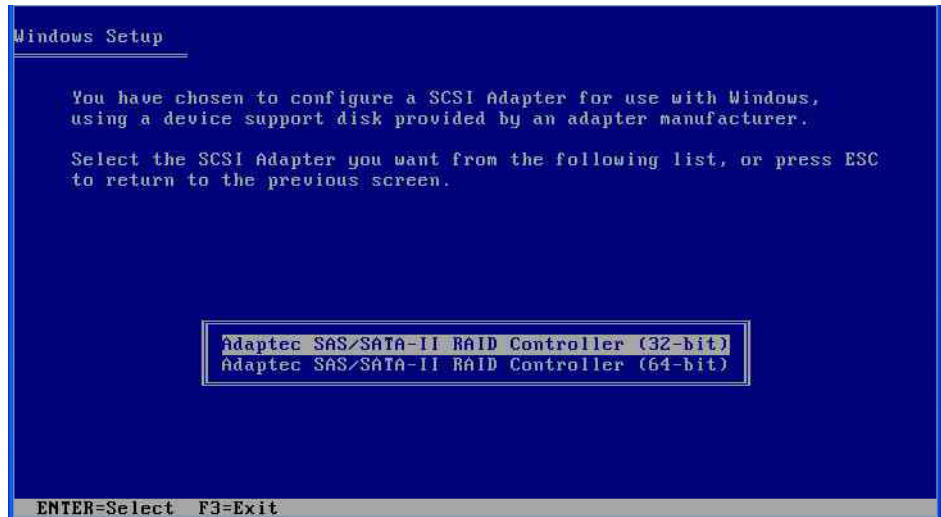 Windows Setup
You have chosen to configure a SCSI Adapter for use with Windows,
using a device support disk provided by an adapter manufacturer.
Select the SCSI Adapter you want from the following list, or press ESC
to return to the previous screen.
Adaptec SAS/SATA-II RAID Controller (32-bit)
Adaptec SAS/SATA-II RAID Controller (64-bit)
ENTER=Select F3=Exit